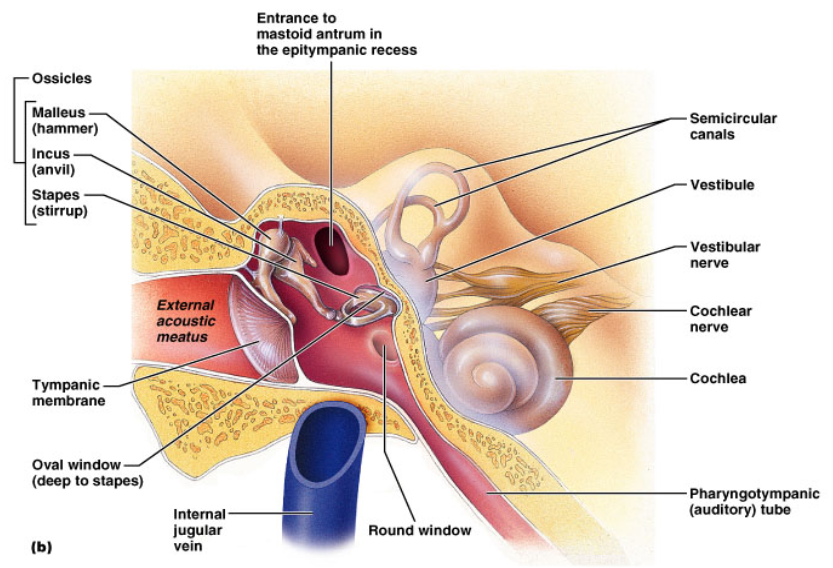 Entrance to
mastoid antrum in
the epitympanic recess
Ossicles
Malleus
(hammer)
Incus
(anvil)
Stapes
(stirrup)
External
acoustic
meatus
Tympanic
membrane
Oval window
(deep to stapes)
Internal
jugular
vein
Round window
Semicircular
canals
Vestibule
Vestibular
nerve
Cochlear
nerve
Cochlea
Pharyngotympanic
(auditory) tube
(b)